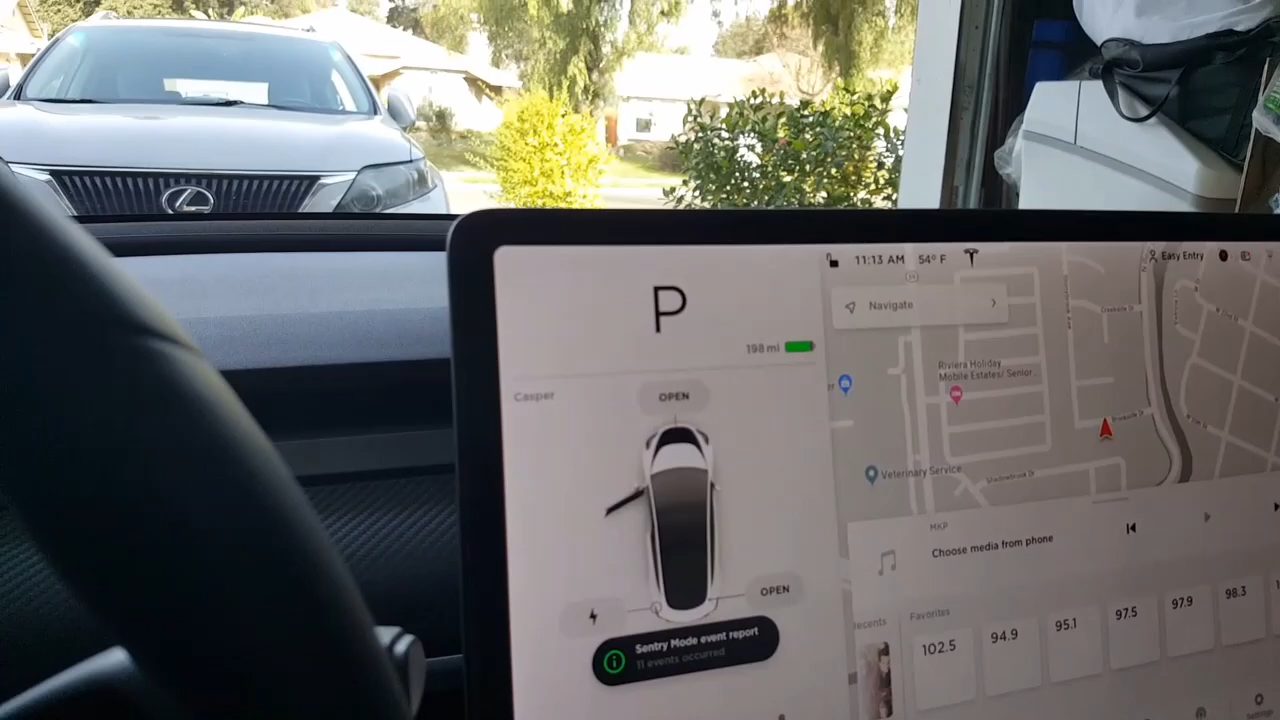 P
198 mi
Casper
OPEN
OPEN
Sentry Mode event report
11 events occurred
11:13 AM 54° F
Easy Entry
Navigate
Riviera Holiday
Mobile Estates/ Senior...
Veterinary Service
Shadowbrook Dr
MKP
Choose media from phone
Favorites
102.5
94.9
95.1
97.5
97.9
98.3